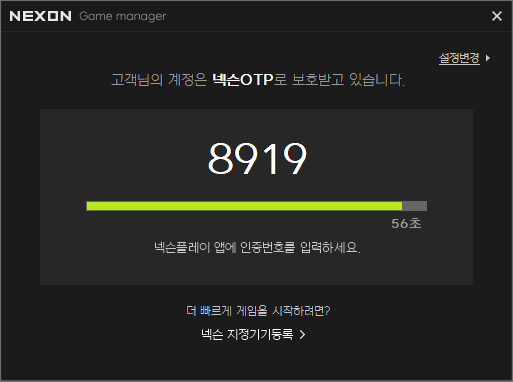 NEXON Game manager
설정변경
고객님의 계정은 넥슨OTP로 보호받고 있습니다.
8919
56초
넥슨플레이 앱에 인증번호를 입력하세요.
더 빠르게 게임을 시작하려면?
넥슨 지정기기등록 >